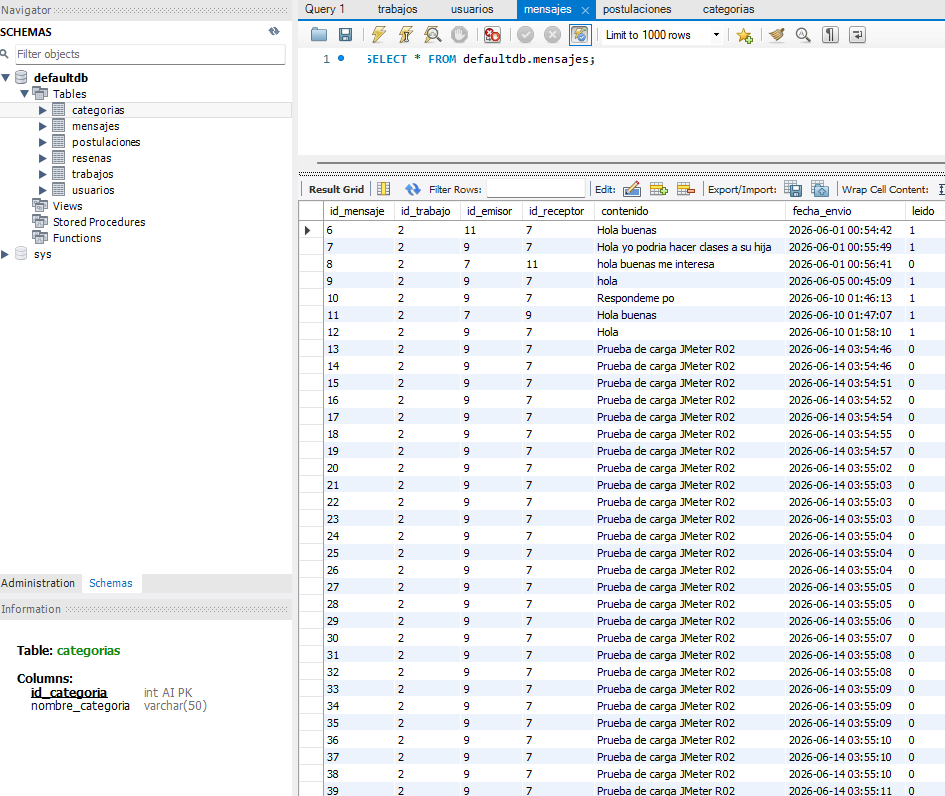 Navigator
SCHEMAS
Filter objects
defaultdb
Tables
categorias
mensajes
postulaciones
resenas
trabajos
usuarios
Views
Stored Procedures
Functions
sys
Administration Schemas
Information
Table: categorias
Columns:
id_categoria int AI PK
nombre_categoria varchar(50)
Query 1 trabajos usuarios mensajes postulaciones categorias
Limit to 1000 rows
1 SELECT * FROM defaultdb.mensajes;
Result Grid Filter Rows: Edit: Export/Import: Wrap Cell Content:
id_mensaje id_trabajo id_emisor id_receptor contenido fecha_envio leido
6 2 11 7 Hola buenas 2026-06-01 00:54:42 1
7 2 9 7 Hola yo podria hacer clases a su hija 2026-06-01 00:55:49 1
8 2 7 11 hola buenas me interesa 2026-06-01 00:56:41 0
9 2 9 7 hola 2026-06-05 00:45:09 1
10 2 9 7 Respondeme po 2026-06-10 01:46:13 1
11 2 7 9 Hola buenas 2026-06-10 01:47:07 1
12 2 9 7 Hola 2026-06-10 01:58:10 1
13 2 9 7 Prueba de carga JMeter R02 2026-06-14 03:54:46 0
14 2 9 7 Prueba de carga JMeter R02 2026-06-14 03:54:46 0
15 2 9 7 Prueba de carga JMeter R02 2026-06-14 03:54:51 0
16 2 9 7 Prueba de carga JMeter R02 2026-06-14 03:54:52 0
17 2 9 7 Prueba de carga JMeter R02 2026-06-14 03:54:54 0
18 2 9 7 Prueba de carga JMeter R02 2026-06-14 03:54:55 0
19 2 9 7 Prueba de carga JMeter R02 2026-06-14 03:54:57 0
20 2 9 7 Prueba de carga JMeter R02 2026-06-14 03:55:02 0
21 2 9 7 Prueba de carga JMeter R02 2026-06-14 03:55:03 0
22 2 9 7 Prueba de carga JMeter R02 2026-06-14 03:55:03 0
23 2 9 7 Prueba de carga JMeter R02 2026-06-14 03:55:03 0
24 2 9 7 Prueba de carga JMeter R02 2026-06-14 03:55:04 0
25 2 9 7 Prueba de carga JMeter R02 2026-06-14 03:55:04 0
26 2 9 7 Prueba de carga JMeter R02 2026-06-14 03:55:04 0
27 2 9 7 Prueba de carga JMeter R02 2026-06-14 03:55:05 0
28 2 9 7 Prueba de carga JMeter R02 2026-06-14 03:55:05 0
29 2 9 7 Prueba de carga JMeter R02 2026-06-14 03:55:06 0
30 2 9 7 Prueba de carga JMeter R02 2026-06-14 03:55:07 0
31 2 9 7 Prueba de carga JMeter R02 2026-06-14 03:55:08 0
32 2 9 7 Prueba de carga JMeter R02 2026-06-14 03:55:08 0
33 2 9 7 Prueba de carga JMeter R02 2026-06-14 03:55:09 0
34 2 9 7 Prueba de carga JMeter R02 2026-06-14 03:55:09 0
35 2 9 7 Prueba de carga JMeter R02 2026-06-14 03:55:09 0
36 2 9 7 Prueba de carga JMeter R02 2026-06-14 03:55:10 0
37 2 9 7 Prueba de carga JMeter R02 2026-06-14 03:55:10 0
38 2 9 7 Prueba de carga JMeter R02 2026-06-14 03:55:10 0
39 2 9 7 Prueba de carga JMeter R02 2026-06-14 03:55:11 0